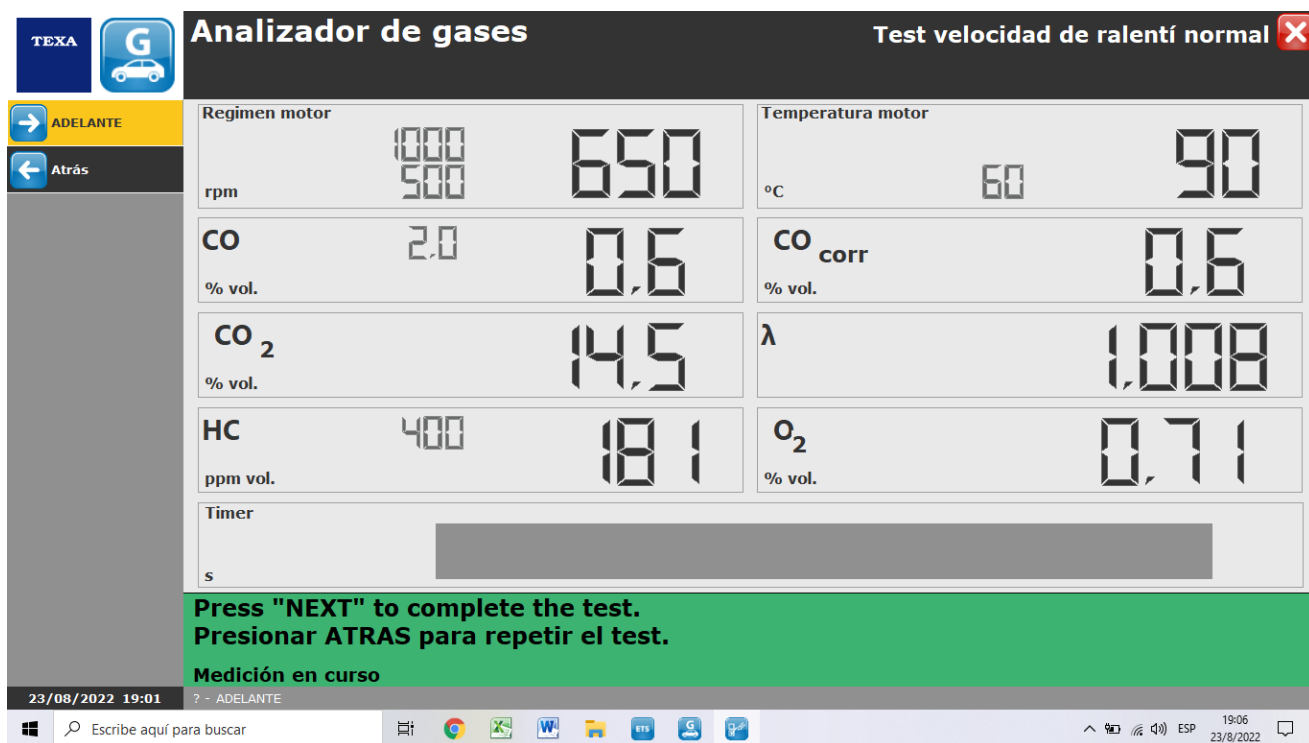 TEXA
G
Analizador de gases
Test velocidad de ralentí normal
ADELANTE
Atrás
Regimen motor
1000
500
650
rpm
Temperatura motor
60
90
°C
CO
2,0
0,6
% vol.
CO corr
0,6
% vol.
CO 2
14,5
% vol.
λ
1,008
HC
400
181
ppm vol.
O2
0,71
% vol.
Timer
s
Press "NEXT" to complete the test.
Presionar ATRAS para repetir el test.
Medición en curso
23/08/2022 19:01
? - ADELANTE
Escribe aquí para buscar
ETS
G
ESP
19:06
23/8/2022